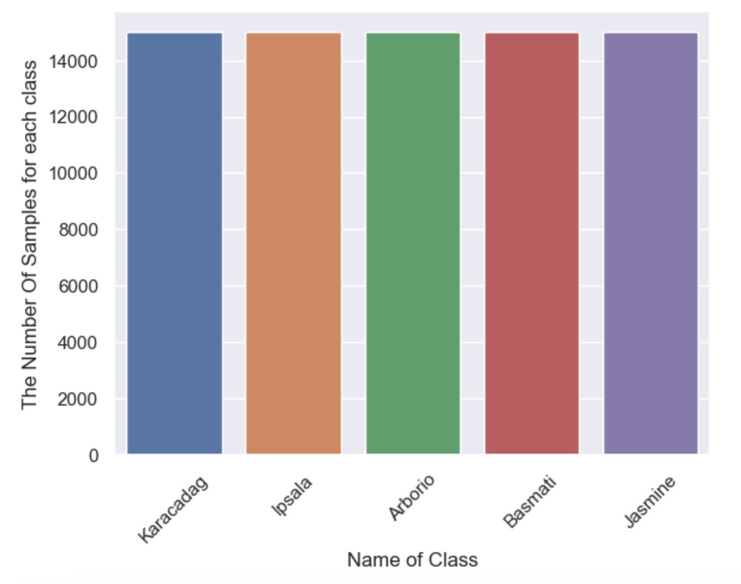 The Number Of Samples for each class
14000
12000
10000
8000
6000
4000
2000
0
Karacadag
Ipsala
Arborio
Basmati
Jasmine
Name of Class